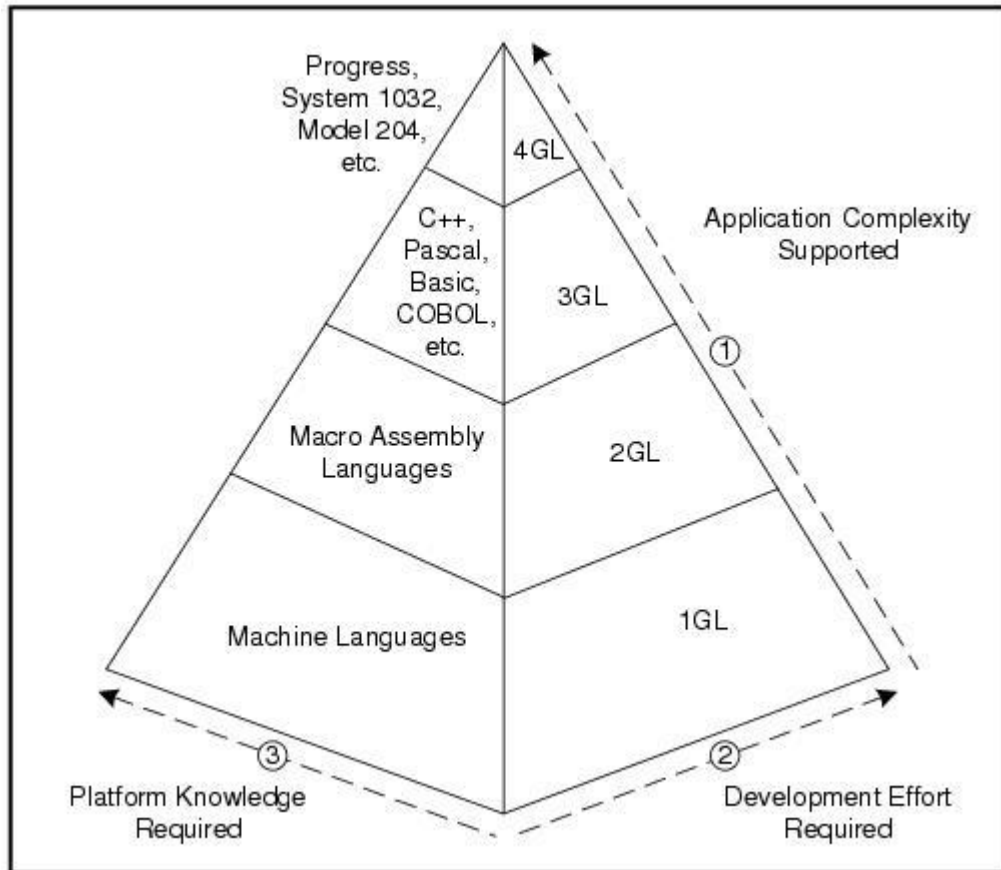 Progress,
System 1032,
Model 204,
etc.
4GL
C++,
Pascal,
Basic,
COBOL,
etc.
3GL
Application Complexity
Supported
1
Macro Assembly
Languages
2GL
Machine Languages
1GL
3
Platform Knowledge
Required
2
Development Effort
Required